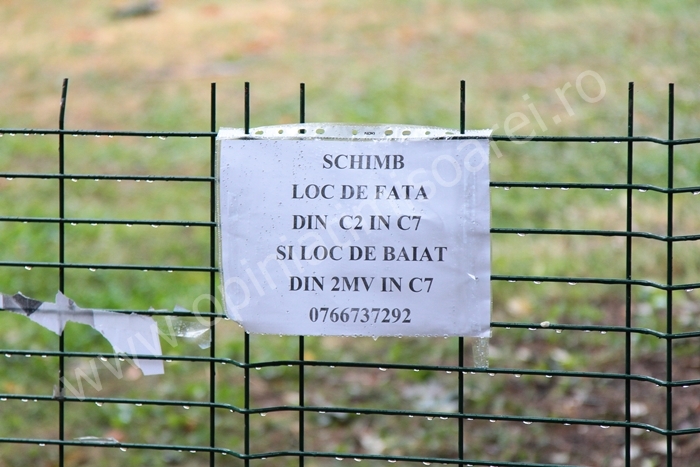 SCHIMB
LOC DE FATA
DIN C2 IN C7
SI LOC DE BAIAT
DIN 2MV IN C7
0766737292